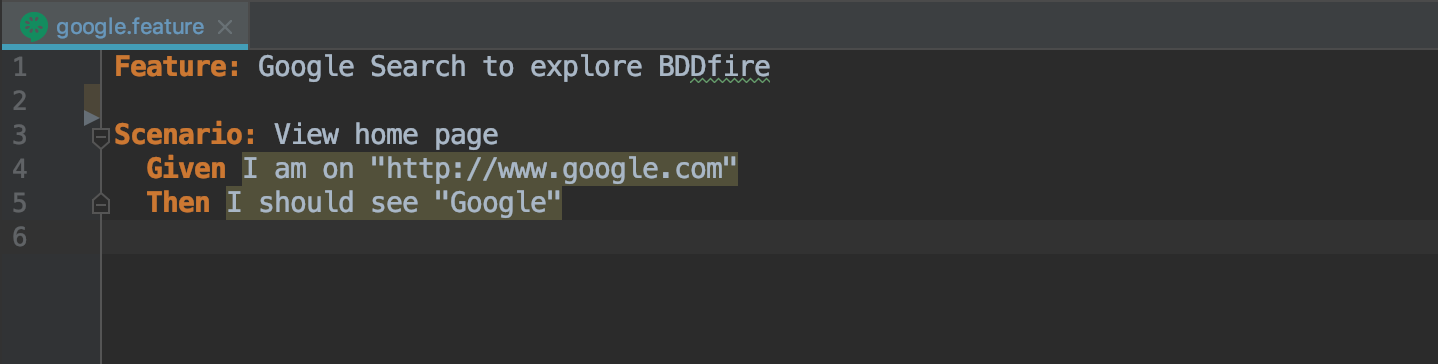 google.feature
1 Feature: Google Search to explore BDDfire
2
3 Scenario: View home page
4 Given I am on "http://www.google.com"
5 Then I should see "Google"
6